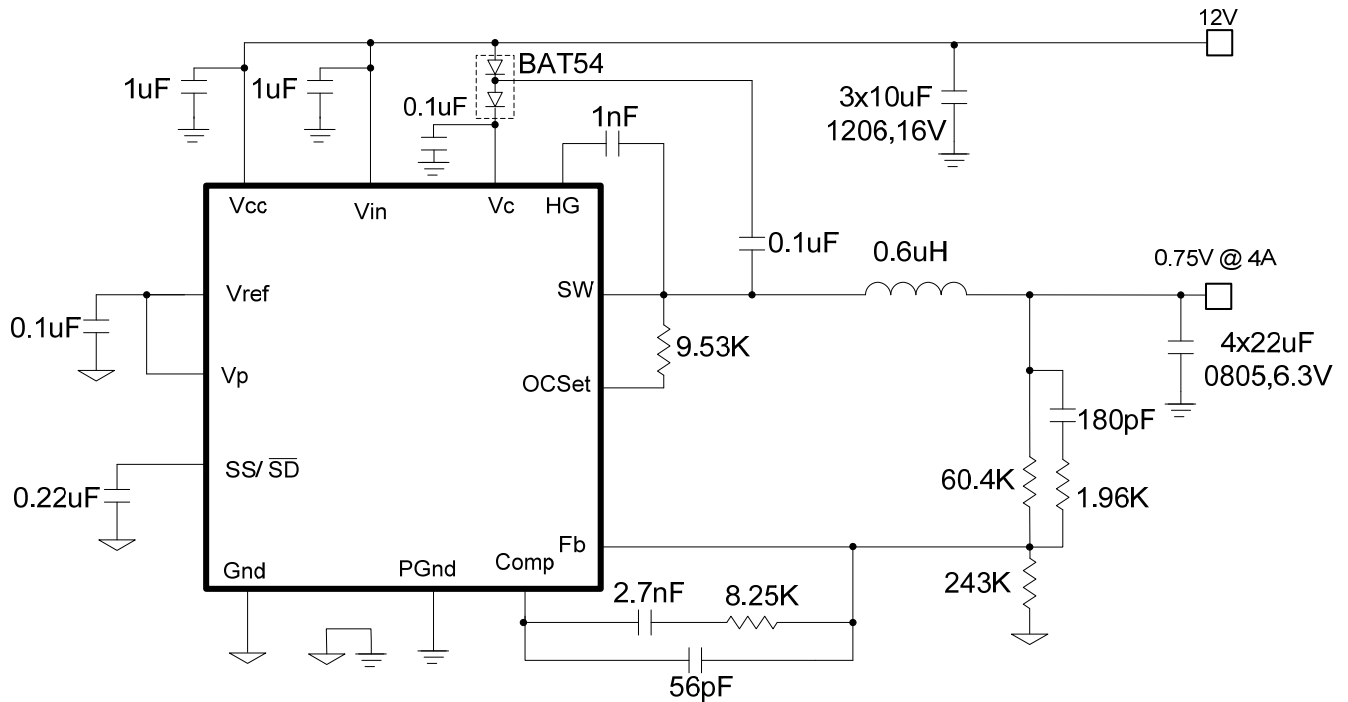 12V
BAT54
1uF
1uF
0.1uF
1nF
3x10uF
1206,16V
Vcc
Vin
Vc
HG
0.1uF
0.6uH
0.75V @ 4A
Vref
SW
0.1uF
9.53K
4x22uF
0805,6.3V
Vp
OCSet
180pF
SS/ SD
60.4K
1.96K
0.22uF
Fb
Comp
Gnd
PGnd
243K
2.7nF
8.25K
56pF